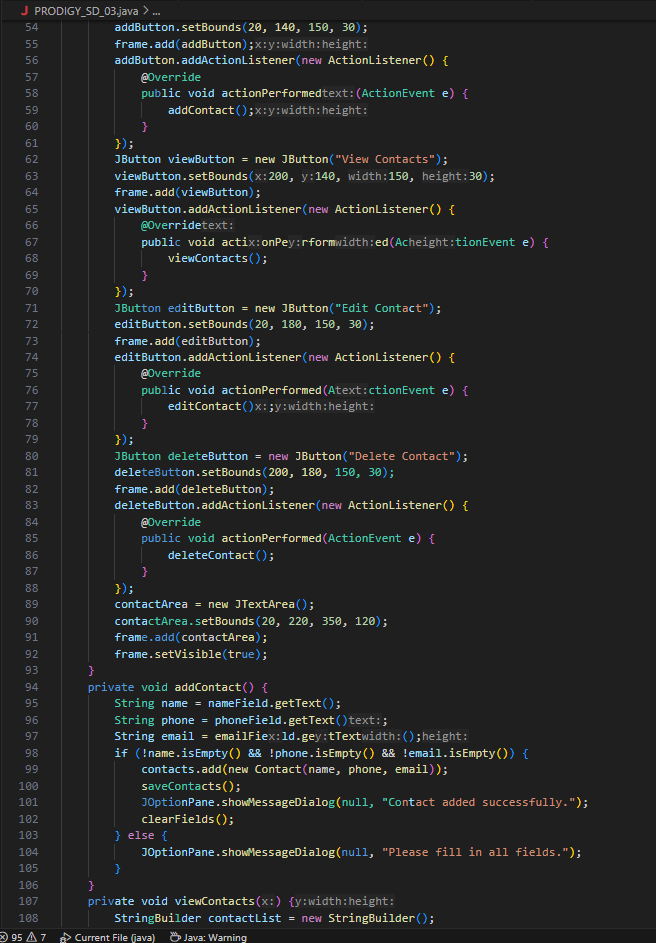 PRODIGY_SD_03.java > ...
54 addButton.setBounds(20, 140, 150, 30);
55 frame.add(addButton);x:y:width:height:
56 addButton.addActionListener(new ActionListener() {
57 @Override
58 public void actionPerformedtext:(ActionEvent e) {
59 addContact();x:y:width:height:
60 }
61 });
62 JButton viewButton = new JButton("View Contacts");
63 viewButton.setBounds(x:200, y:140, width:150, height:30);
64 frame.add(viewButton);
65 viewButton.addActionListener(new ActionListener() {
66 @Overridetext:
67 public void actix:onPey:rformwidth:ed(Acheight:tionEvent e) {
68 viewContacts();
69 }
70 });
71 JButton editButton = new JButton("Edit Contact");
72 editButton.setBounds(20, 180, 150, 30);
73 frame.add(editButton);
74 editButton.addActionListener(new ActionListener() {
75 @Override
76 public void actionPerformed(Atext:ctionEvent e) {
77 editContact()x:;y:width:height:
78 }
79 });
80 JButton deleteButton = new JButton("Delete Contact");
81 deleteButton.setBounds(200, 180, 150, 30);
82 frame.add(deleteButton);
83 deleteButton.addActionListener(new ActionListener() {
84 @Override
85 public void actionPerformed(ActionEvent e) {
86 deleteContact();
87 }
88 });
89 contactArea = new JTextArea();
90 contactArea.setBounds(20, 220, 350, 120);
91 frame.add(contactArea);
92 frame.setVisible(true);
93 }
94 private void addContact() {
95 String name = nameField.getText();
96 String phone = phoneField.getText()text:;
97 String email = emailFiex:ld.gey:tTextwidth:();height:
98 if (!name.isEmpty() && !phone.isEmpty() && !email.isEmpty()) {
99 contacts.add(new Contact(name, phone, email));
100 saveContacts();
101 JOptionPane.showMessageDialog(null, "Contact added successfully.");
102 clearFields();
103 } else {
104 JOptionPane.showMessageDialog(null, "Please fill in all fields.");
105 }
106 }
107 private void viewContacts(x:) {y:width:height:
108 StringBuilder contactList = new StringBuilder();
95 7 Current File (java) Java: Warning